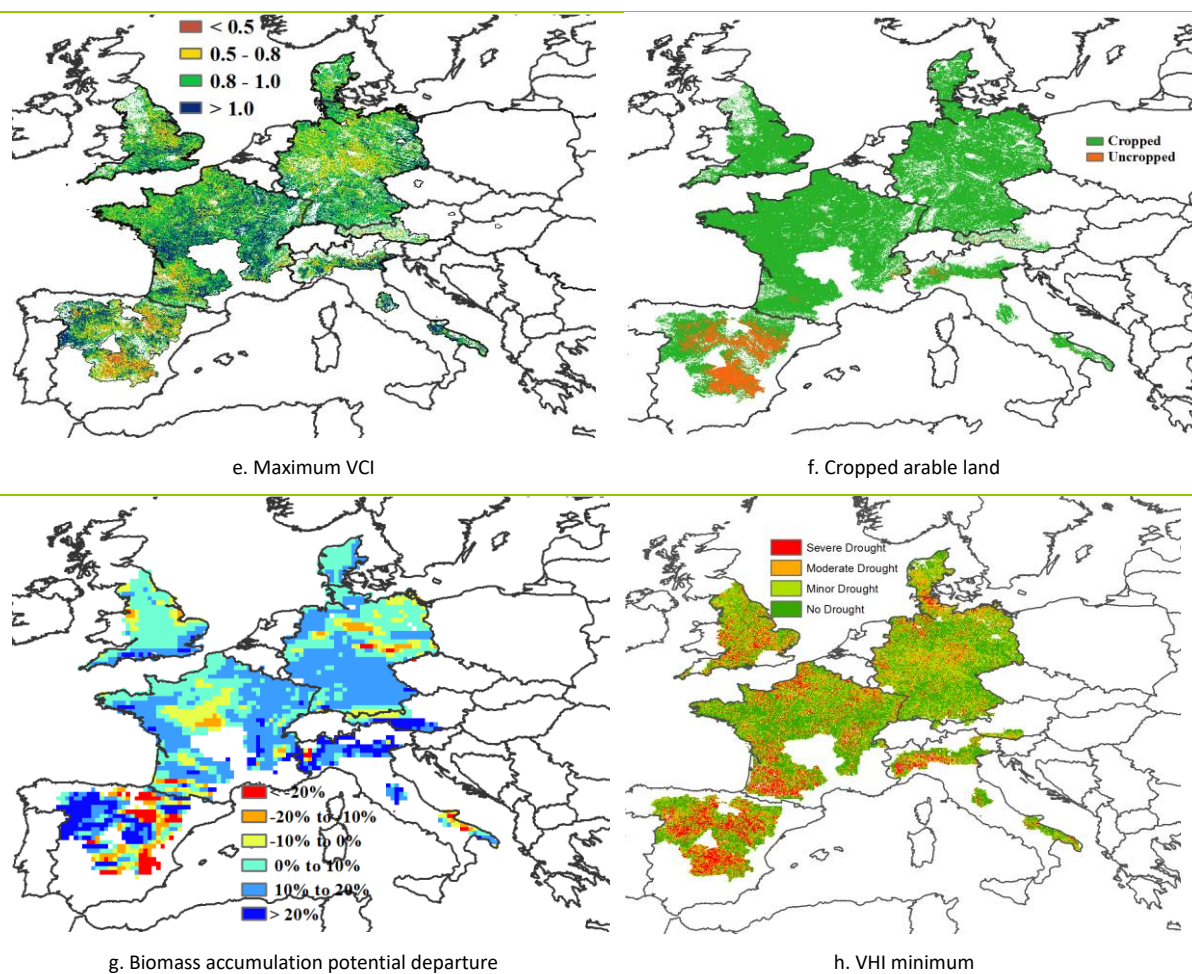 < 0.5
0.5 - 0.8
0.8 - 1.0
> 1.0
Cropped
Uncropped
e. Maximum VCI
f. Cropped arable land
< -20%
-20% to -10%
-10% to 0%
0% to 10%
10% to 20%
> 20%
Severe Drought
Moderate Drought
Minor Drought
No Drought
g. Biomass accumulation potential departure
h. VHI minimum